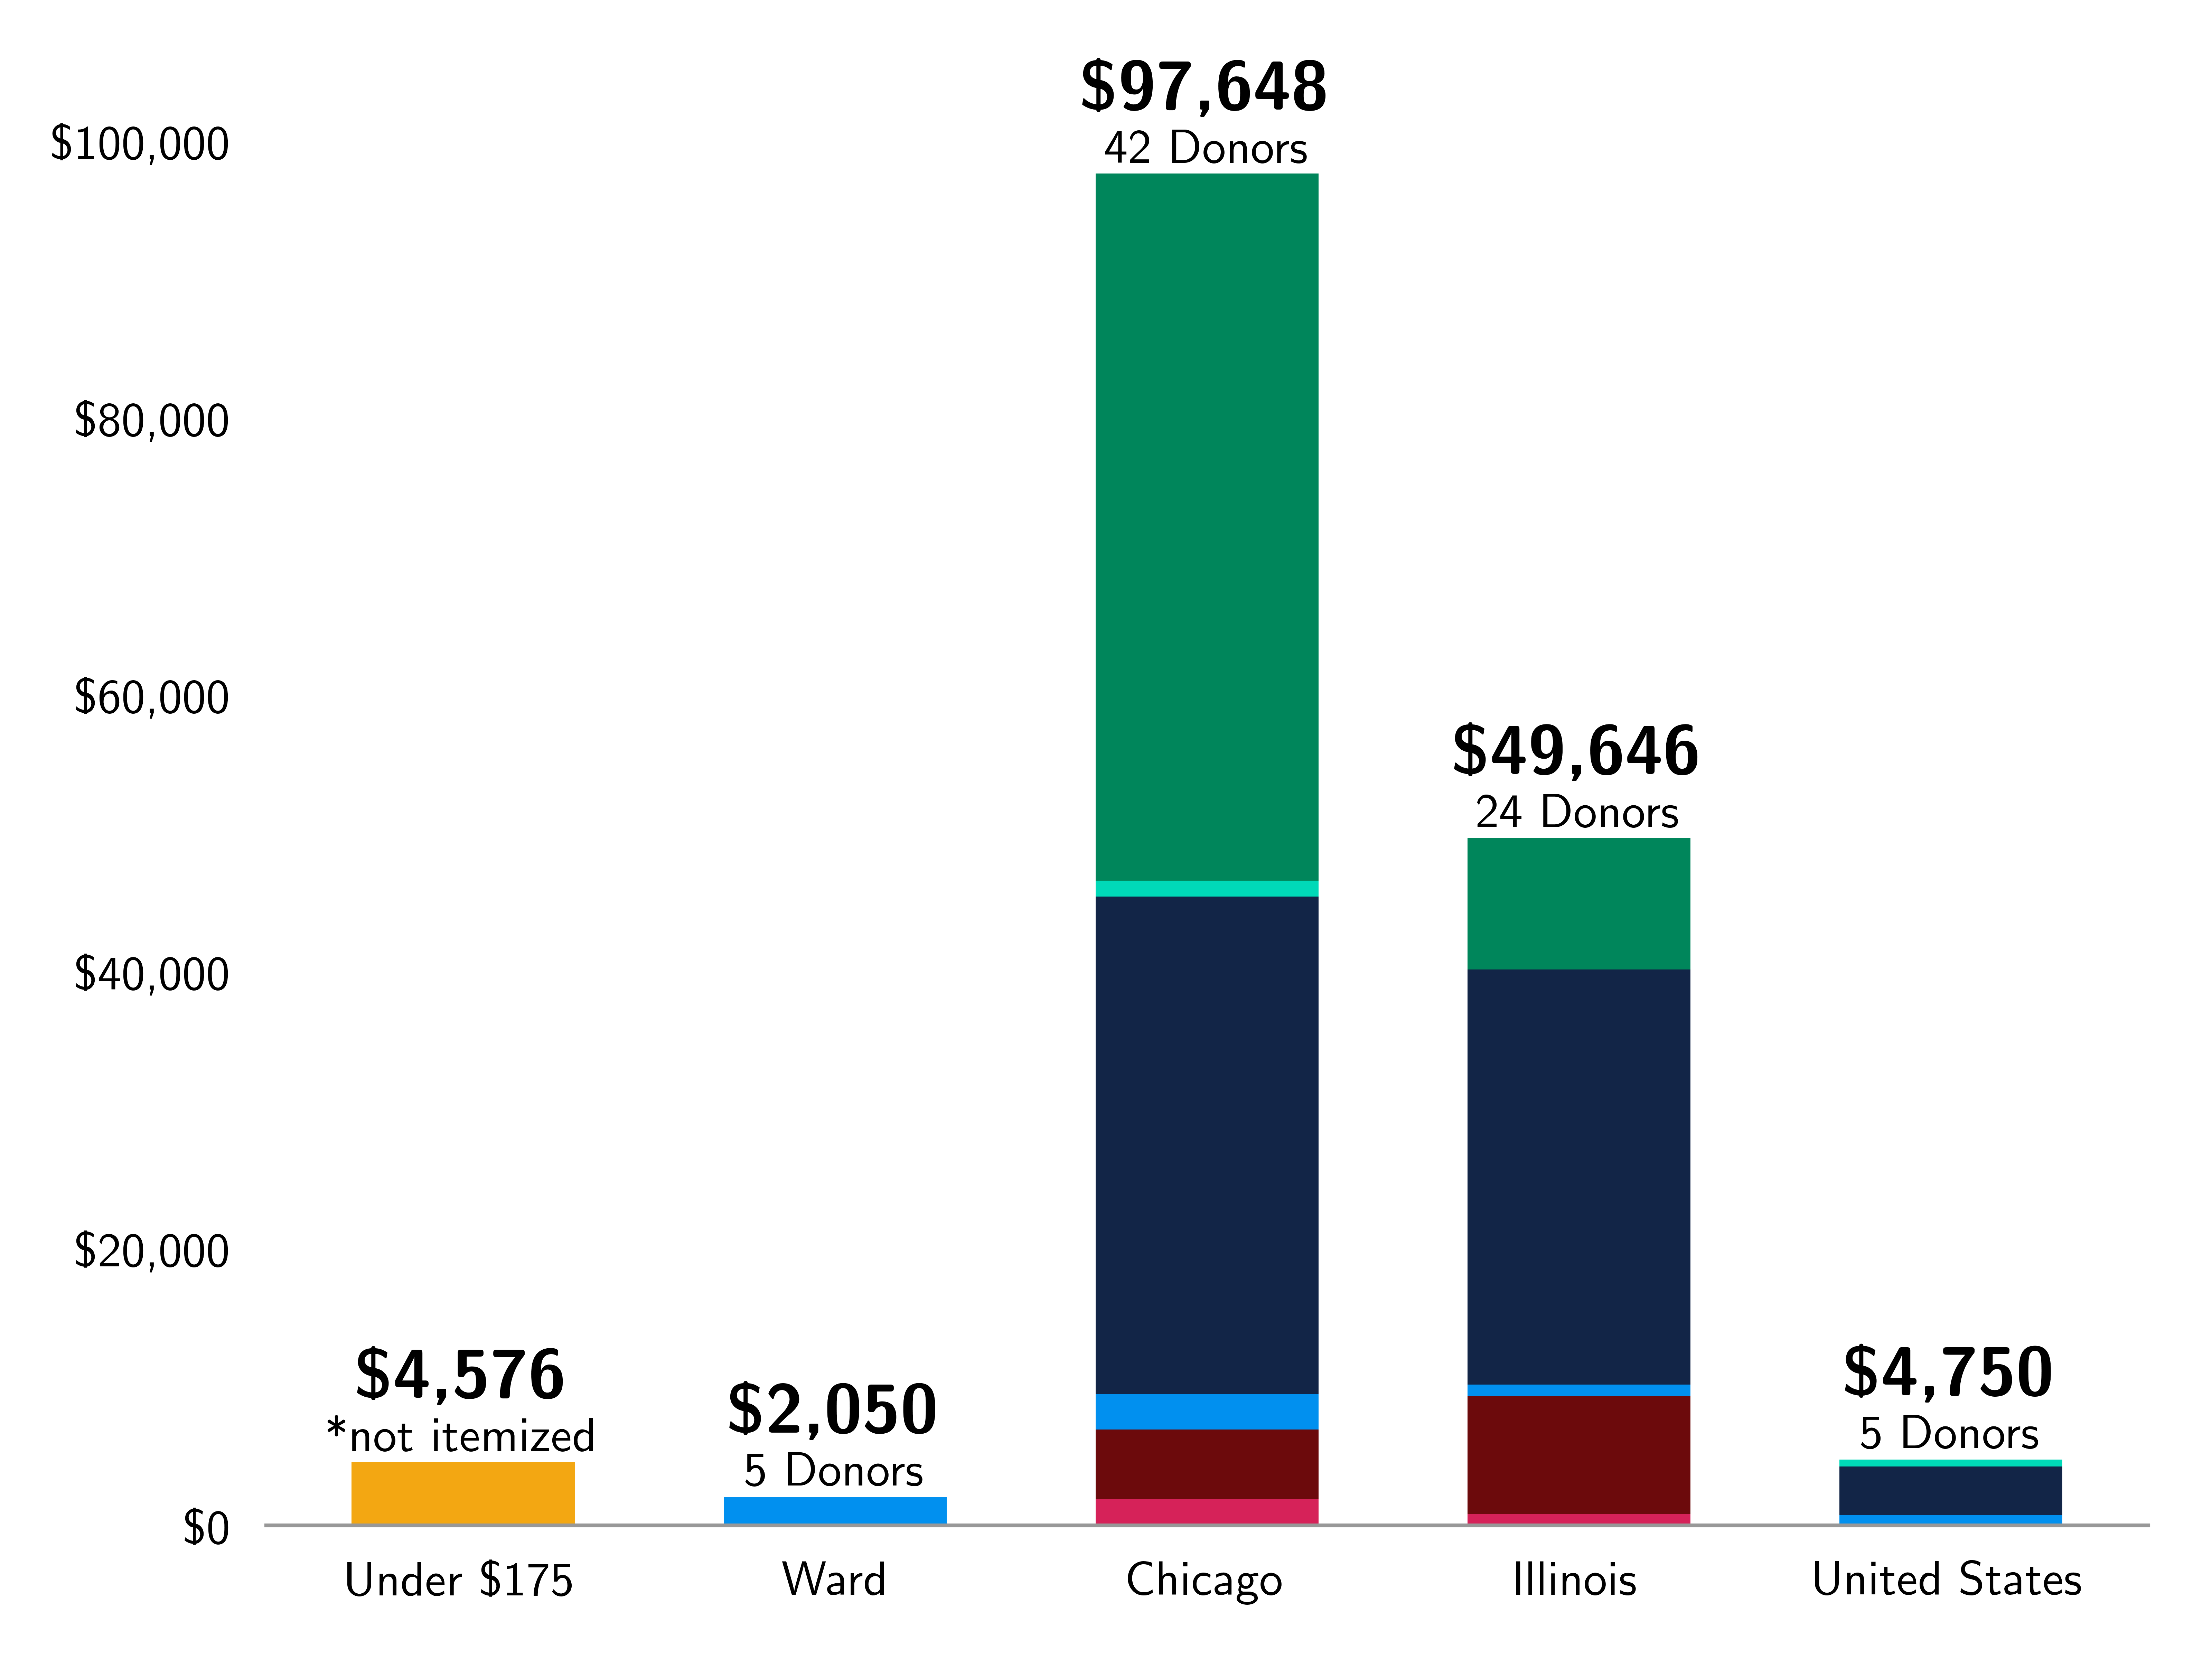 $97,648
42 Donors
$100,000
$80,000
$60,000
$49,646
24 Donors
$40,000
$20,000
$4,576
*not itemized
$2,050
5 Donors
$4,750
5 Donors
$0
Under $175
Ward
Chicago
Illinois
United States